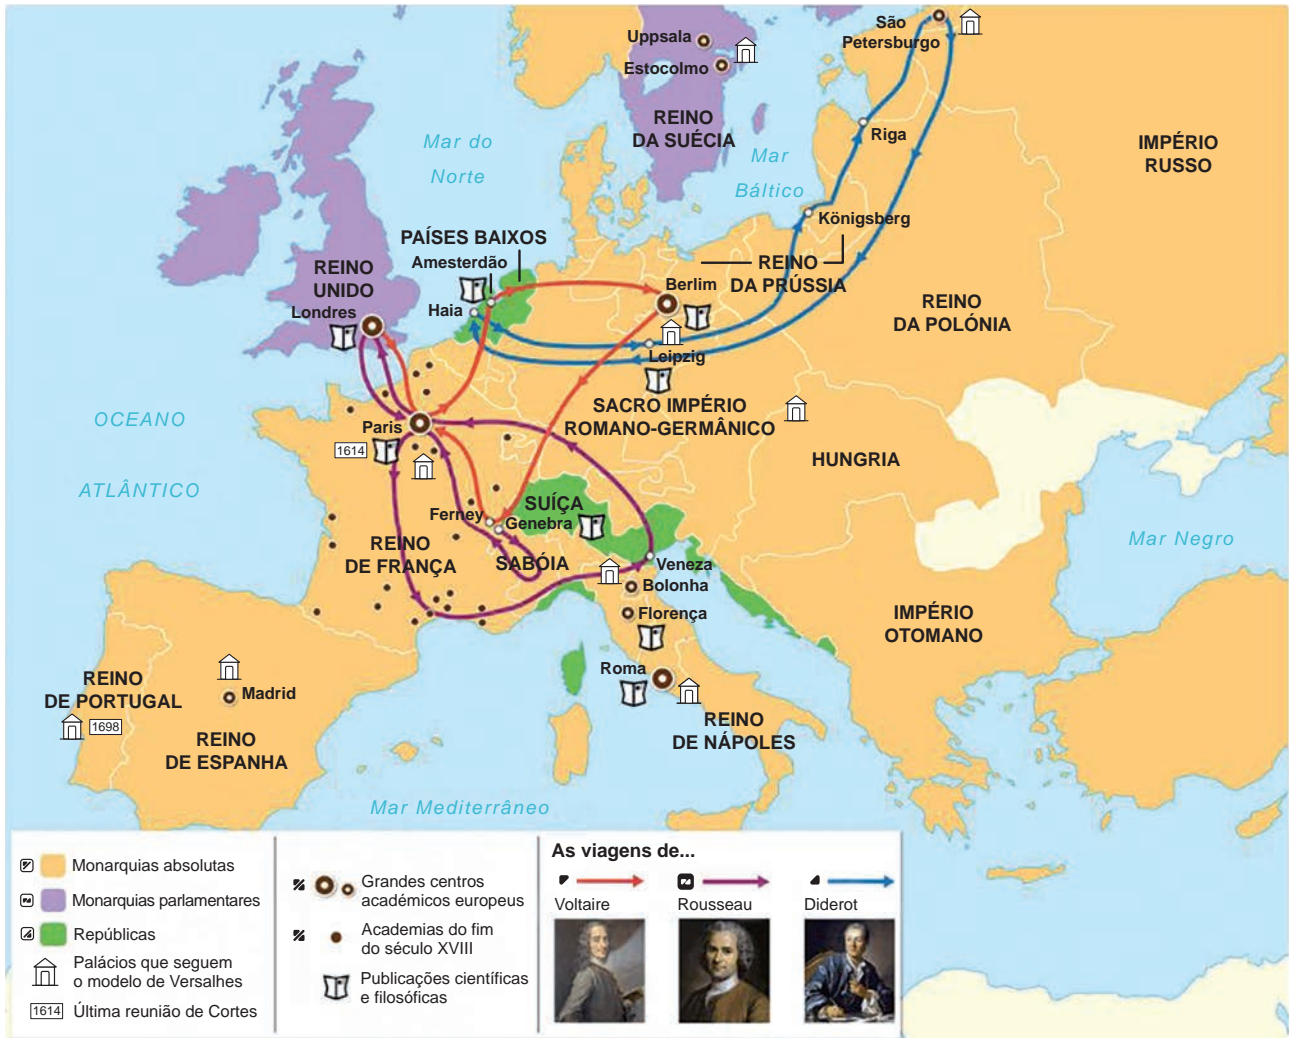 São
Petersburgo
Uppsala
Estocolmo
REINO
DA SUÉCIA
Riga
IMPÉRIO
RUSSO
Mar do
Norte
Mar
Báltico
Königsberg
PAÍSES BAIXOS
Amesterdão
REINO
UNIDO
Londres
Haia
Berlim
REINO
DA PRÚSSIA
REINO
DA POLÓNIA
Leipzig
SACRO IMPÉRIO
ROMANO-GERMÂNICO
OCEANO
ATLÂNTICO
Paris
1614
HUNGRIA
Ferney
SUÍÇA
Genebra
REINO
DE FRANÇA
SABÓIA
Veneza
Bolonha
Florença
Mar Negro
IMPÉRIO
OTOMANO
Roma
REINO
DE NÁPOLES
REINO
DE PORTUGAL
1698
Madrid
REINO
DE ESPANHA
Mar Mediterrâneo
Monarquias absolutas
Monarquias parlamentares
Repúblicas
Palácios que seguem
o modelo de Versalhes
1614 Última reunião de Cortes
Grandes centros
académicos europeus
Academias do fim
do século XVIII
Publicações científicas
e filosóficas
As viagens de...
Voltaire
Rousseau
Diderot